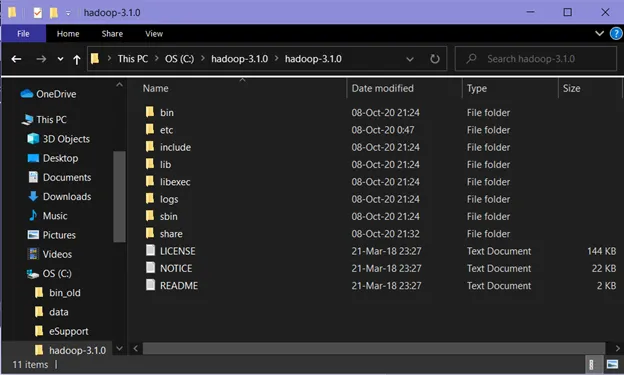 hadoop-3.1.0
File Home Share View
This PC OS (C:) hadoop-3.1.0 hadoop-3.1.0 Search hadoop-3.1.0
Name Date modified Type Size
OneDrive
This PC
3D Objects
Desktop
Documents
Downloads
Music
Pictures
Videos
OS (C:)
bin_old
data
eSupport
hadoop-3.1.0
bin 08-Oct-20 21:24 File folder
etc 08-Oct-20 0:47 File folder
include 08-Oct-20 21:24 File folder
lib 08-Oct-20 21:24 File folder
libexec 08-Oct-20 21:24 File folder
logs 08-Oct-20 21:24 File folder
sbin 08-Oct-20 21:24 File folder
share 08-Oct-20 21:32 File folder
LICENSE 21-Mar-18 23:27 Text Document 144 KB
NOTICE 21-Mar-18 23:27 Text Document 22 KB
README 21-Mar-18 23:27 Text Document 2 KB
11 items